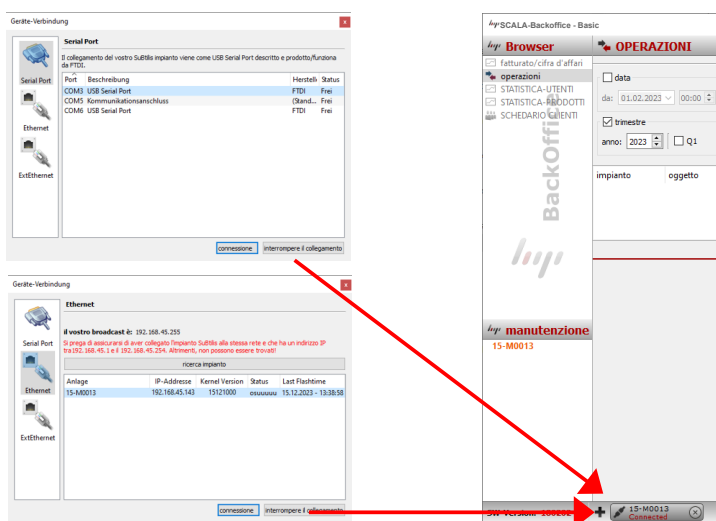 Geräte-Verbindung
Serial Port
Il collegamento del vostro SuBtilis impianto viene come USB Serial Port descritto e prodotto/funziona
da FTDI.
Port Beschreibung Herstell Status
COM3 USB Serial Port FTDI Frei
COM5 Kommunikationsanschluss (Stand... Frei
COM6 USB Serial Port FTDI Frei
Serial Port
Ethernet
ExtEthernet
connessione
interrompere il collegamento
Geräte-Verbindung
Ethernet
il vostro broadcast è: 192.168.45.255
Si prega di assicurarsi di aver collegato l'impianto SuBtilis alla stessa rete e che ha un indirizzo IP
tra192.168.45.1 e il 192.168.45.254. Altrimenti, non possono essere trovati!
ricerca impianto
Anlage IP-Addresse Kernel Version Status Last Flashtime
15-M0013 192.168.45.143 15121000 osuuuuu 15.12.2023 - 13:38:58
Serial Port
Ethernet
ExtEthernet
connessione
interrompere il collegamento
SCALA-Backoffice - Basic
Browser
fatturato/cifra d'affari
operazioni
STATISTICA-UTENTI
STATISTICA-PRODOTTI
SCHEDARIO CLIENTI
BackOffice
manutenzione
15-M0013
OPERAZIONI
data
da: 01.02.2023 00:00
trimestre
anno: 2023 Q1
impianto oggetto
SW-Version:
15-M0013
Connected